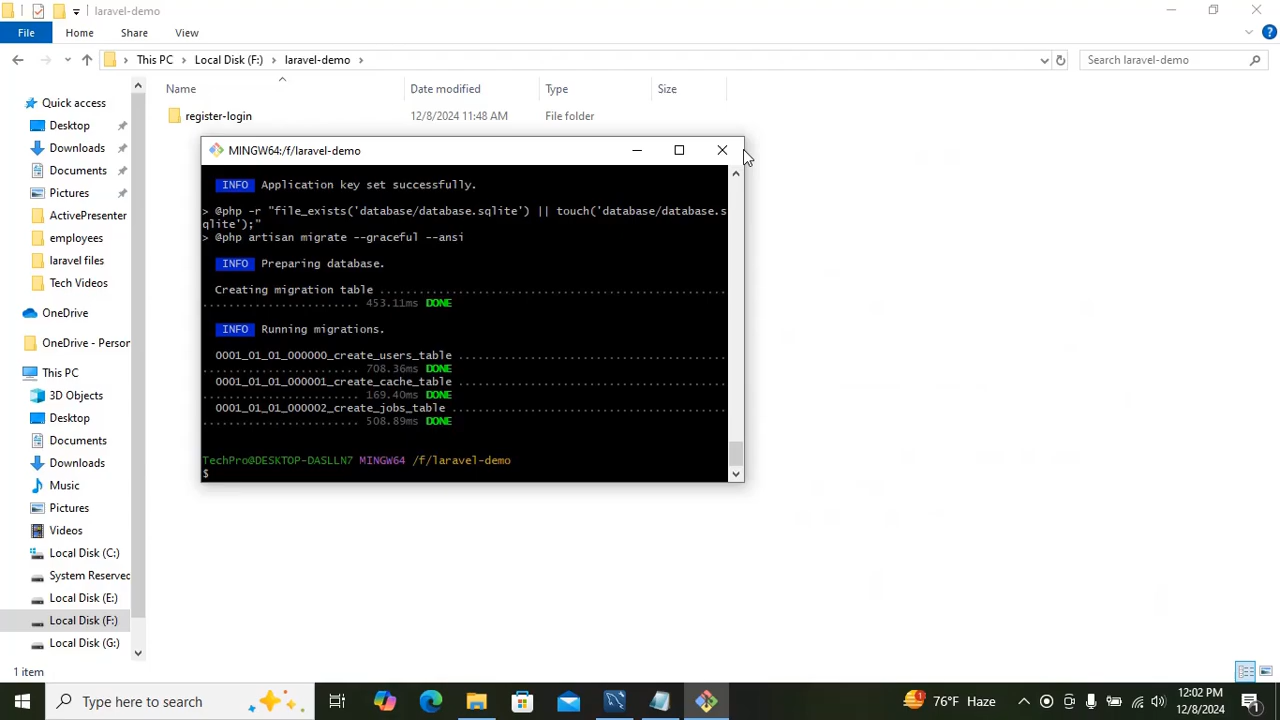 laravel-demo
File
Home
Share
View
This PC
Local Disk (F:)
laravel-demo
Search laravel-demo
Name
Date modified
Type
Size
Quick access
Desktop
Downloads
Documents
Pictures
ActivePresenter
employees
laravel files
Tech Videos
OneDrive
OneDrive - Person
This PC
3D Objects
Desktop
Documents
Downloads
Music
Pictures
Videos
Local Disk (C:)
System Reserved
Local Disk (E:)
Local Disk (F:)
Local Disk (G:)
register-login
12/8/2024 11:48 AM
File folder
MINGW64:/f/laravel-demo
INFO Application key set successfully.
> @php -r "file_exists('database/database.sqlite') || touch('database/database.s
qlite');"
> @php artisan migrate --graceful --ansi
INFO Preparing database.
Creating migration table ........................................
........................ 453.11ms DONE
INFO Running migrations.
0001_01_01_000000_create_users_table ........................................
........................ 708.36ms DONE
0001_01_01_000001_create_cache_table ........................................
........................ 169.40ms DONE
0001_01_01_000002_create_jobs_table ........................................
........................ 508.89ms DONE
TechPro@DESKTOP-DASLLN7 MINGW64 /f/laravel-demo
$
1 item
Type here to search
76°F Haze
12:02 PM
12/8/2024